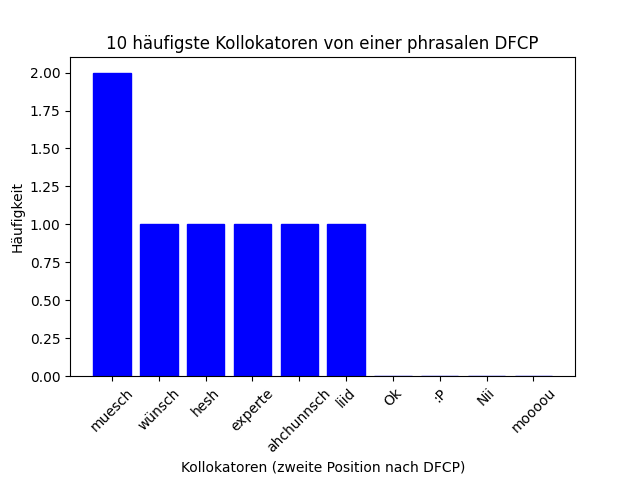 10 häufigste Kollokatoren von einer phrasalen DFCP
Häufigkeit
2.00
1.75
1.50
1.25
1.00
0.75
0.50
0.25
0.00
muesch
wünsch
hesh
experte
ahchunnsch
liid
Ok
:P
Nii
moooou
Kollokatoren (zweite Position nach DFCP)